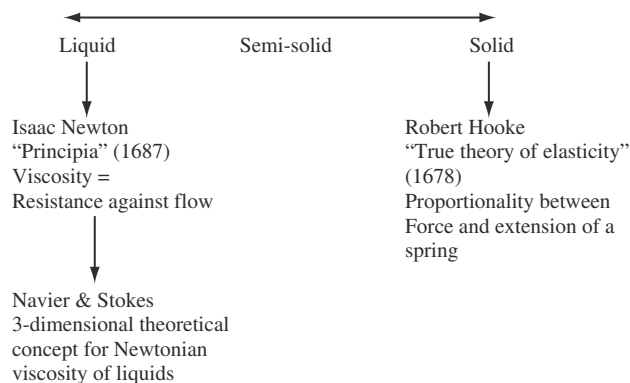 Liquid Semi-solid Solid
Isaac Newton
“Principia” (1687)
Viscosity =
Resistance against flow
Robert Hooke
“True theory of elasticity”
(1678)
Proportionality between
Force and extension of a
spring
Navier & Stokes
3-dimensional theoretical
concept for Newtonian
viscosity of liquids